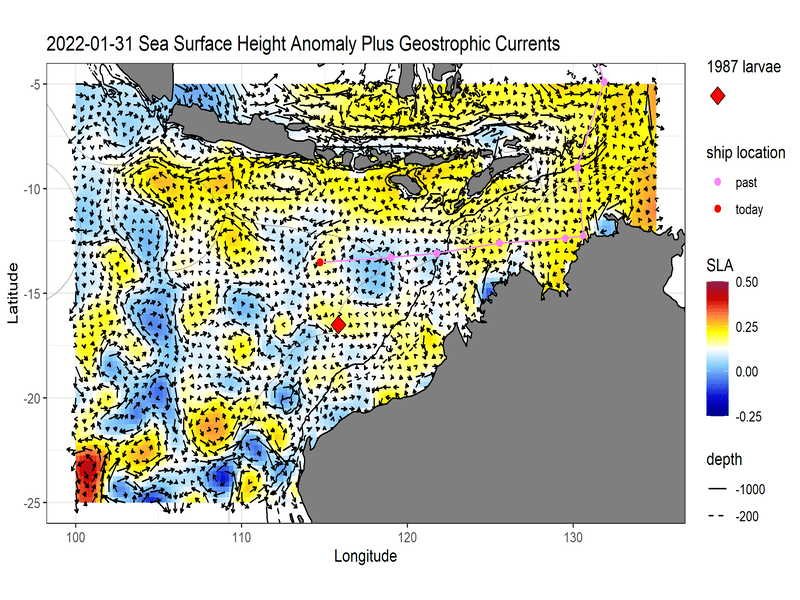 2022-01-31 Sea Surface Height Anomaly Plus Geostrophic Currents
-5
-10
-15
-20
-25
Latitude
100
110
120
130
Longitude
1987 larvae
ship location
past
today
SLA
0.50
0.25
0.00
-0.25
depth
-1000
-200